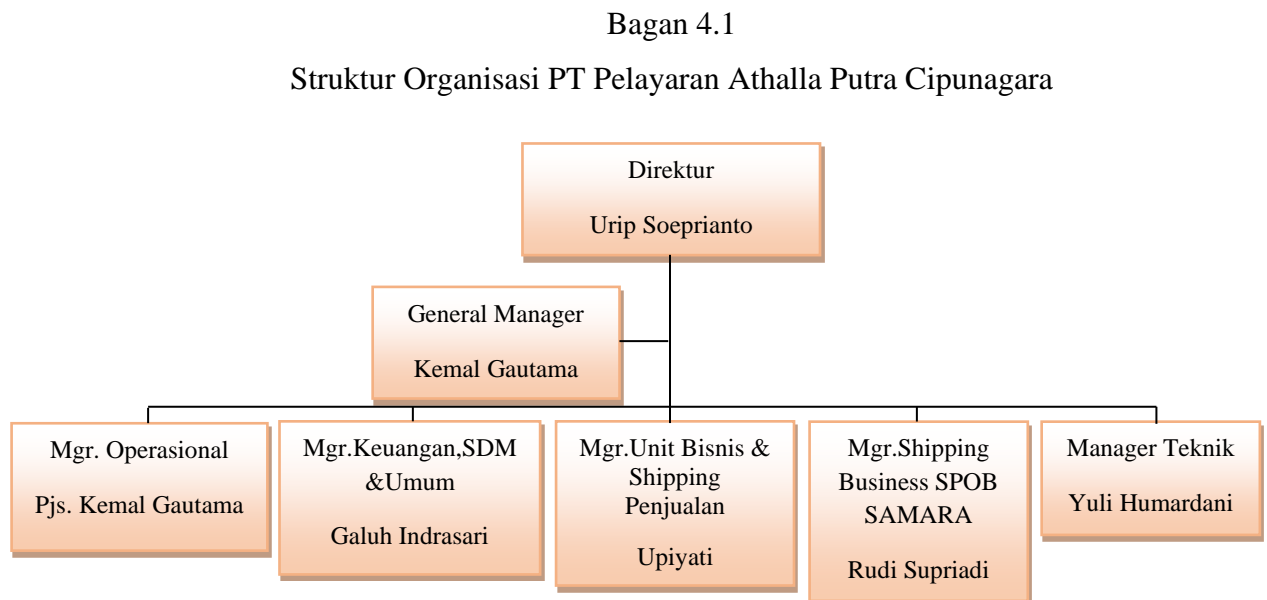 Bagan 4.1
Struktur Organisasi PT Pelayaran Athalla Putra Cipunagara
Direktur
Urip Soeprianto
General Manager
Kemal Gautama
Mgr. Operasional
Pjs. Kemal Gautama
Mgr.Keuangan,SDM
&Umum
Galuh Indrasari
Mgr.Unit Bisnis &
Shipping
Penjualan
Upiyati
Mgr.Shipping
Business SPOB
SAMARA
Rudi Supriadi
Manager Teknik
Yuli Humardani